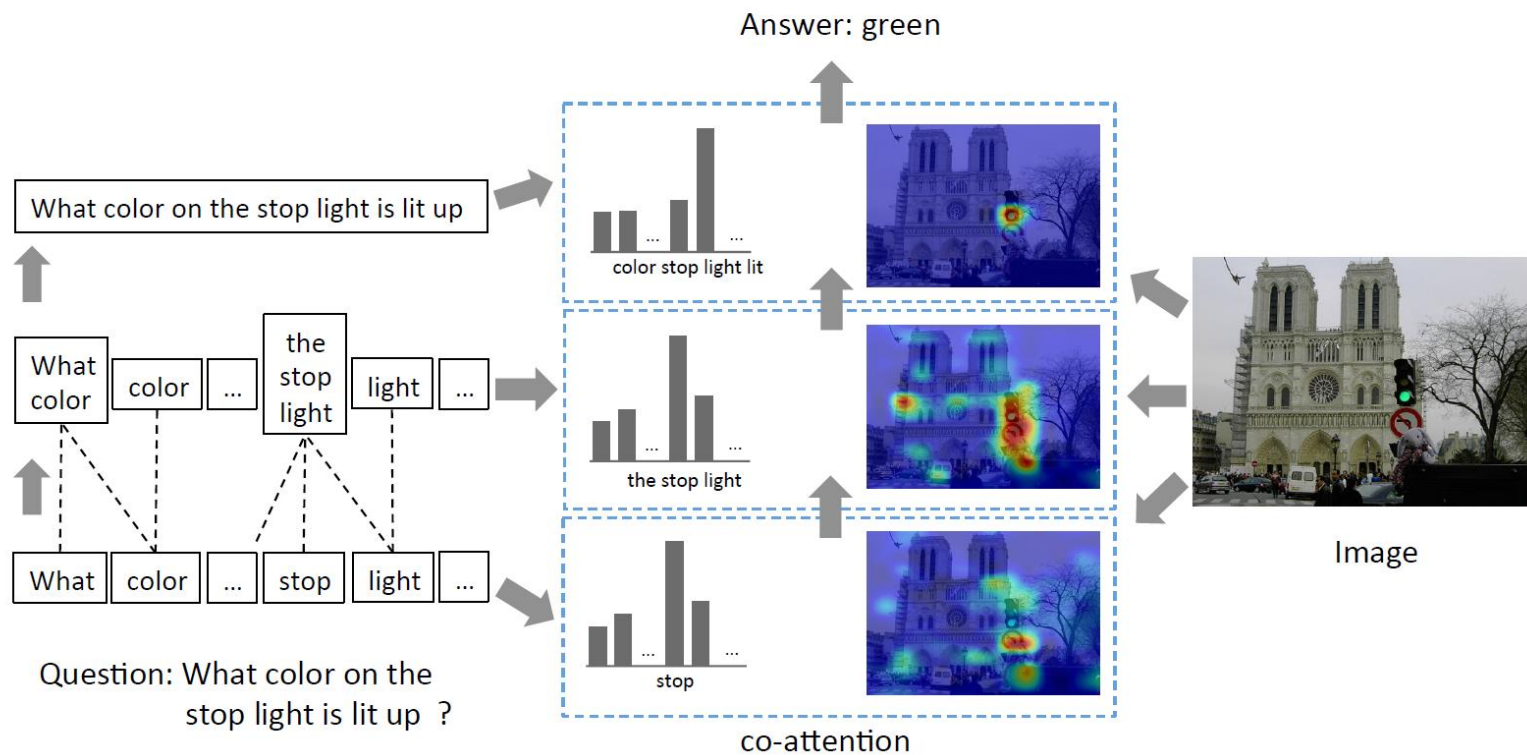 Answer: green
What color on the stop light is lit up
...
...
color stop light lit
What
color
color
...
the
stop
light
light
...
...
...
the stop light
What
color
...
stop
light
...
...
...
stop
Question: What color on the
stop light is lit up ?
Image
co-attention